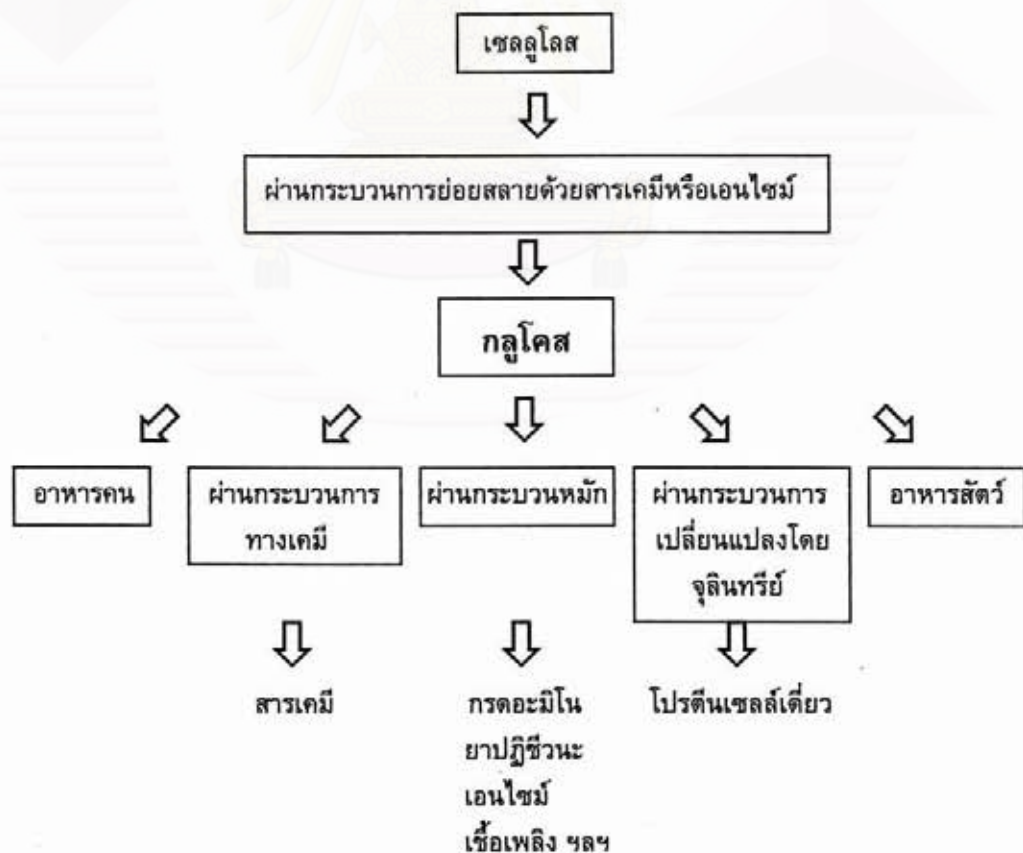 เซลลูโลส
ผ่านกระบวนการย่อยสลายด้วยสารเคมีหรือเอนไซม์
กลูโคส
อาหารคน
ผ่านกระบวนการ
ทางเคมี
ผ่านกระบวนหมัก
ผ่านกระบวนการ
เปลี่ยนแปลงโดย
จุลินทรีย์
อาหารสัตว์
สารเคมี
กรดอะมิโน
ยาปฏิชีวนะ
เอนไซม์
เชื้อเพลิง ฯลฯ
โปรตีนเซลล์เดี่ยว